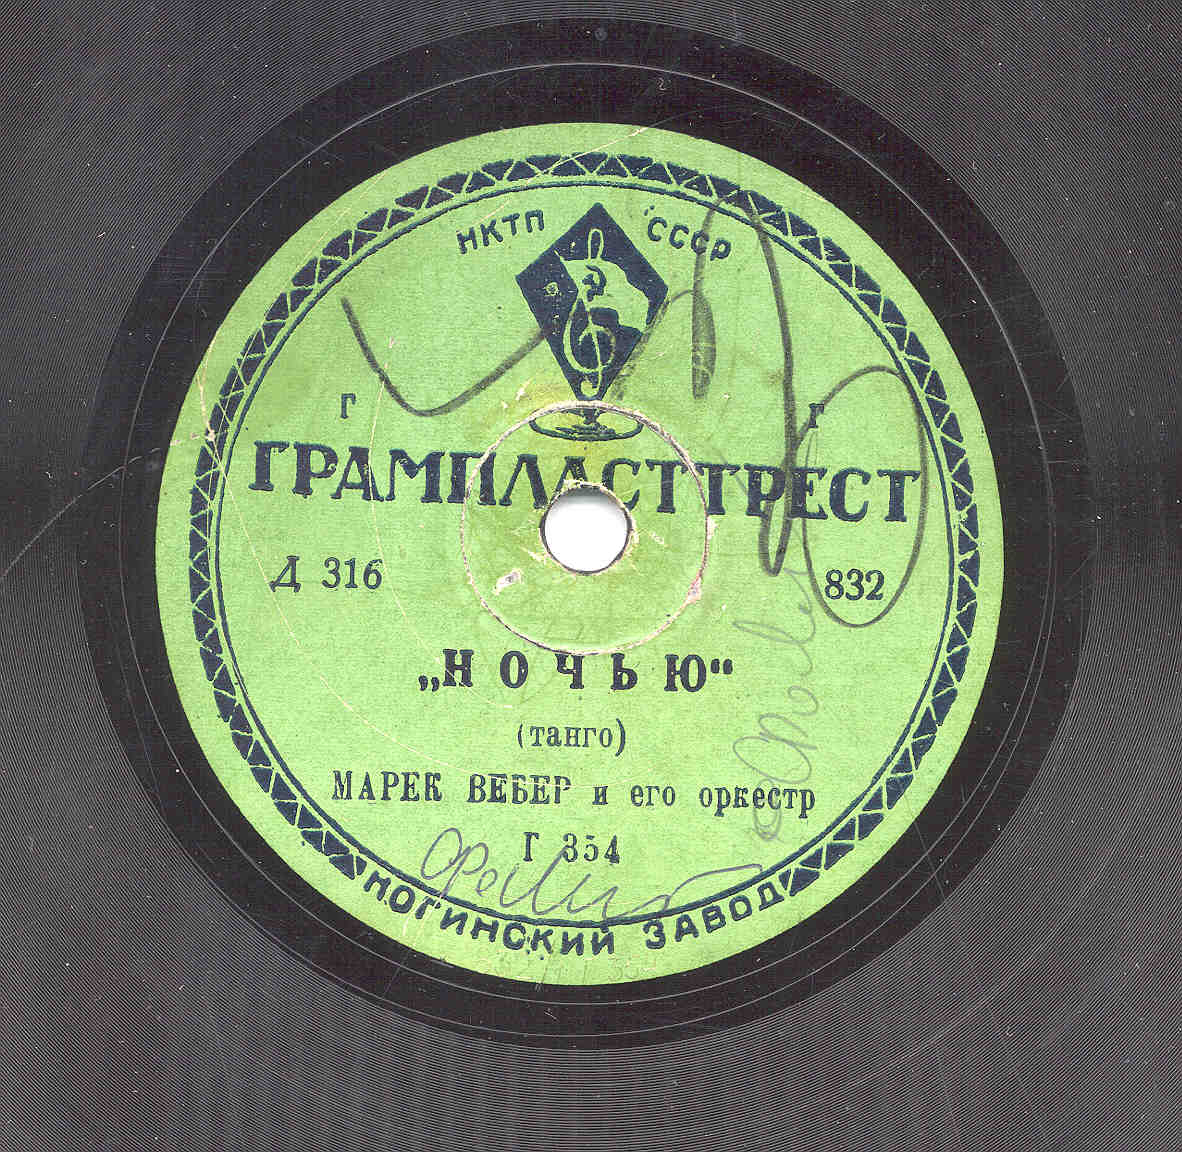 НКТП СССР
Г Г
ГРАМПЛАСТТРЕСТ
Д 316 832
„НОЧЬЮ“
(танго)
МАРЕК ВЕБЕР и его оркестр
Г 354
НОГИНСКИЙ ЗАВОД